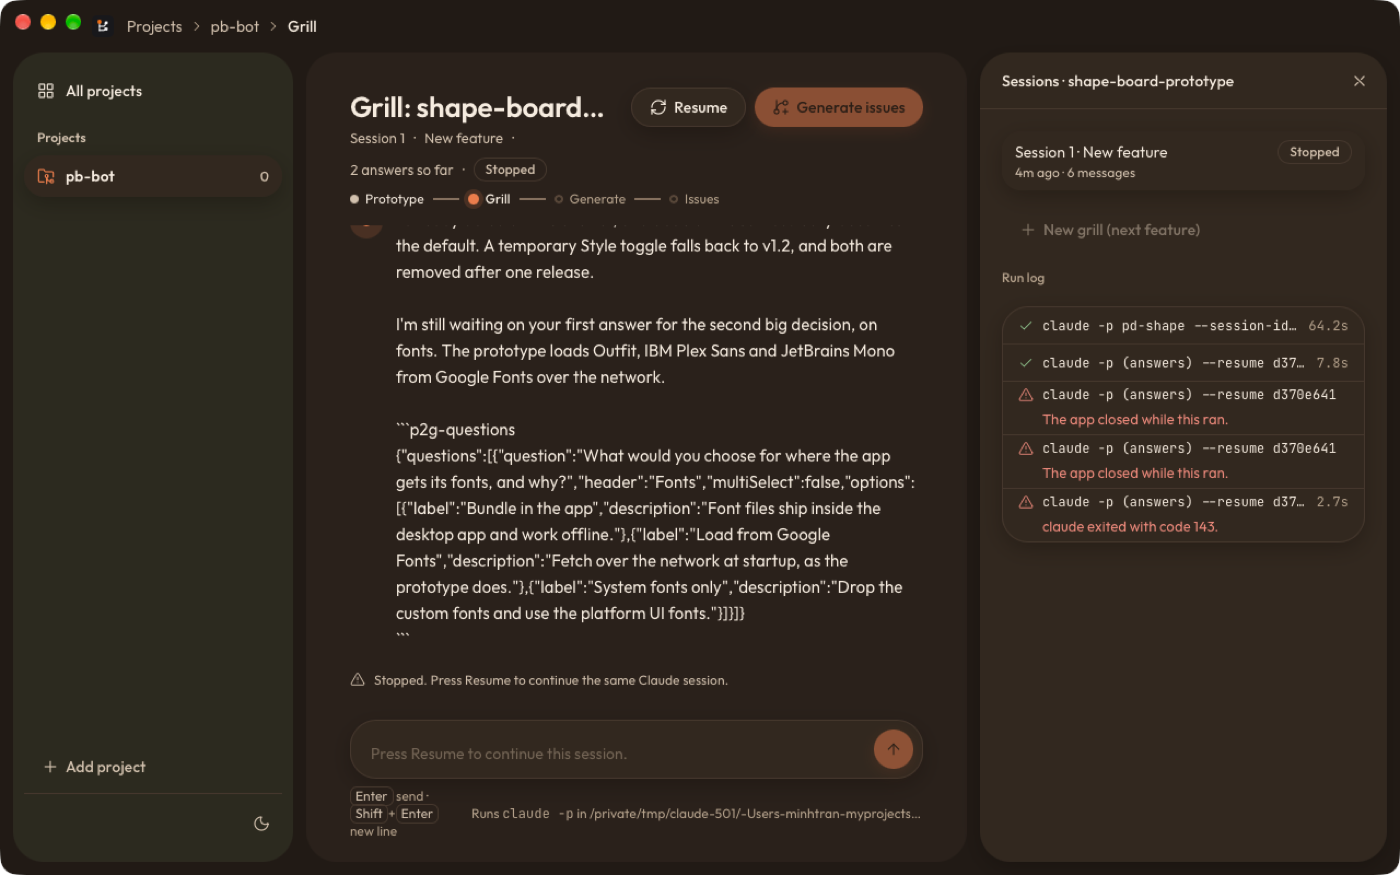 Projects > pb-bot > Grill
All projects
Projects
pb-bot 0
Add project
Grill: shape-board...
Resume
Generate issues
Session 1 · New feature ·
2 answers so far · Stopped
Prototype Grill Generate Issues
the default. A temporary Style toggle falls back to v1.2, and both are
removed after one release.
I'm still waiting on your first answer for the second big decision, on
fonts. The prototype loads Outfit, IBM Plex Sans and JetBrains Mono
from Google Fonts over the network.
```p2g-questions
{"questions":[{"question":"What would you choose for where the app
gets its fonts, and why?","header":"Fonts","multiSelect":false,"options":
[{"label":"Bundle in the app","description":"Font files ship inside the
desktop app and work offline."},{"label":"Load from Google
Fonts","description":"Fetch over the network at startup, as the
prototype does."},{"label":"System fonts only","description":"Drop the
custom fonts and use the platform UI fonts."}]}]}
```
Stopped. Press Resume to continue the same Claude session.
Press Resume to continue this session.
Enter send ·
Shift + Enter
new line
Runs claude -p in /private/tmp/claude-501/-Users-minhtran-myprojects...
Sessions · shape-board-prototype
Session 1 · New feature Stopped
4m ago · 6 messages
New grill (next feature)
Run log
claude -p pd-shape --session-id... 64.2s
claude -p (answers) --resume d37... 7.8s
claude -p (answers) --resume d370e641
The app closed while this ran.
claude -p (answers) --resume d370e641
The app closed while this ran.
claude -p (answers) --resume d37... 2.7s
claude exited with code 143.